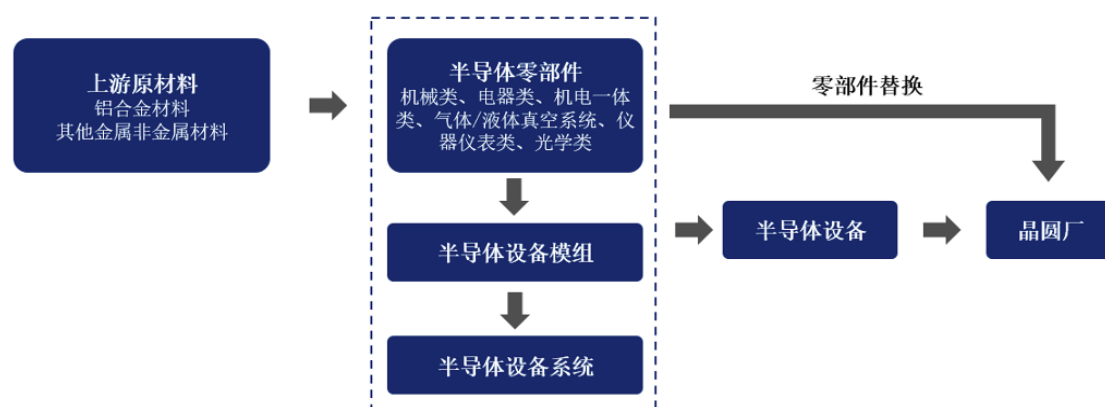 上游原材料
铝合金材料
其他金属非金属材料
半导体零部件
机械类、电器类、机电一体
类、气体/液体真空系统、仪
器仪表类、光学类
零部件替换
半导体设备模组
半导体设备
晶圆厂
半导体设备系统